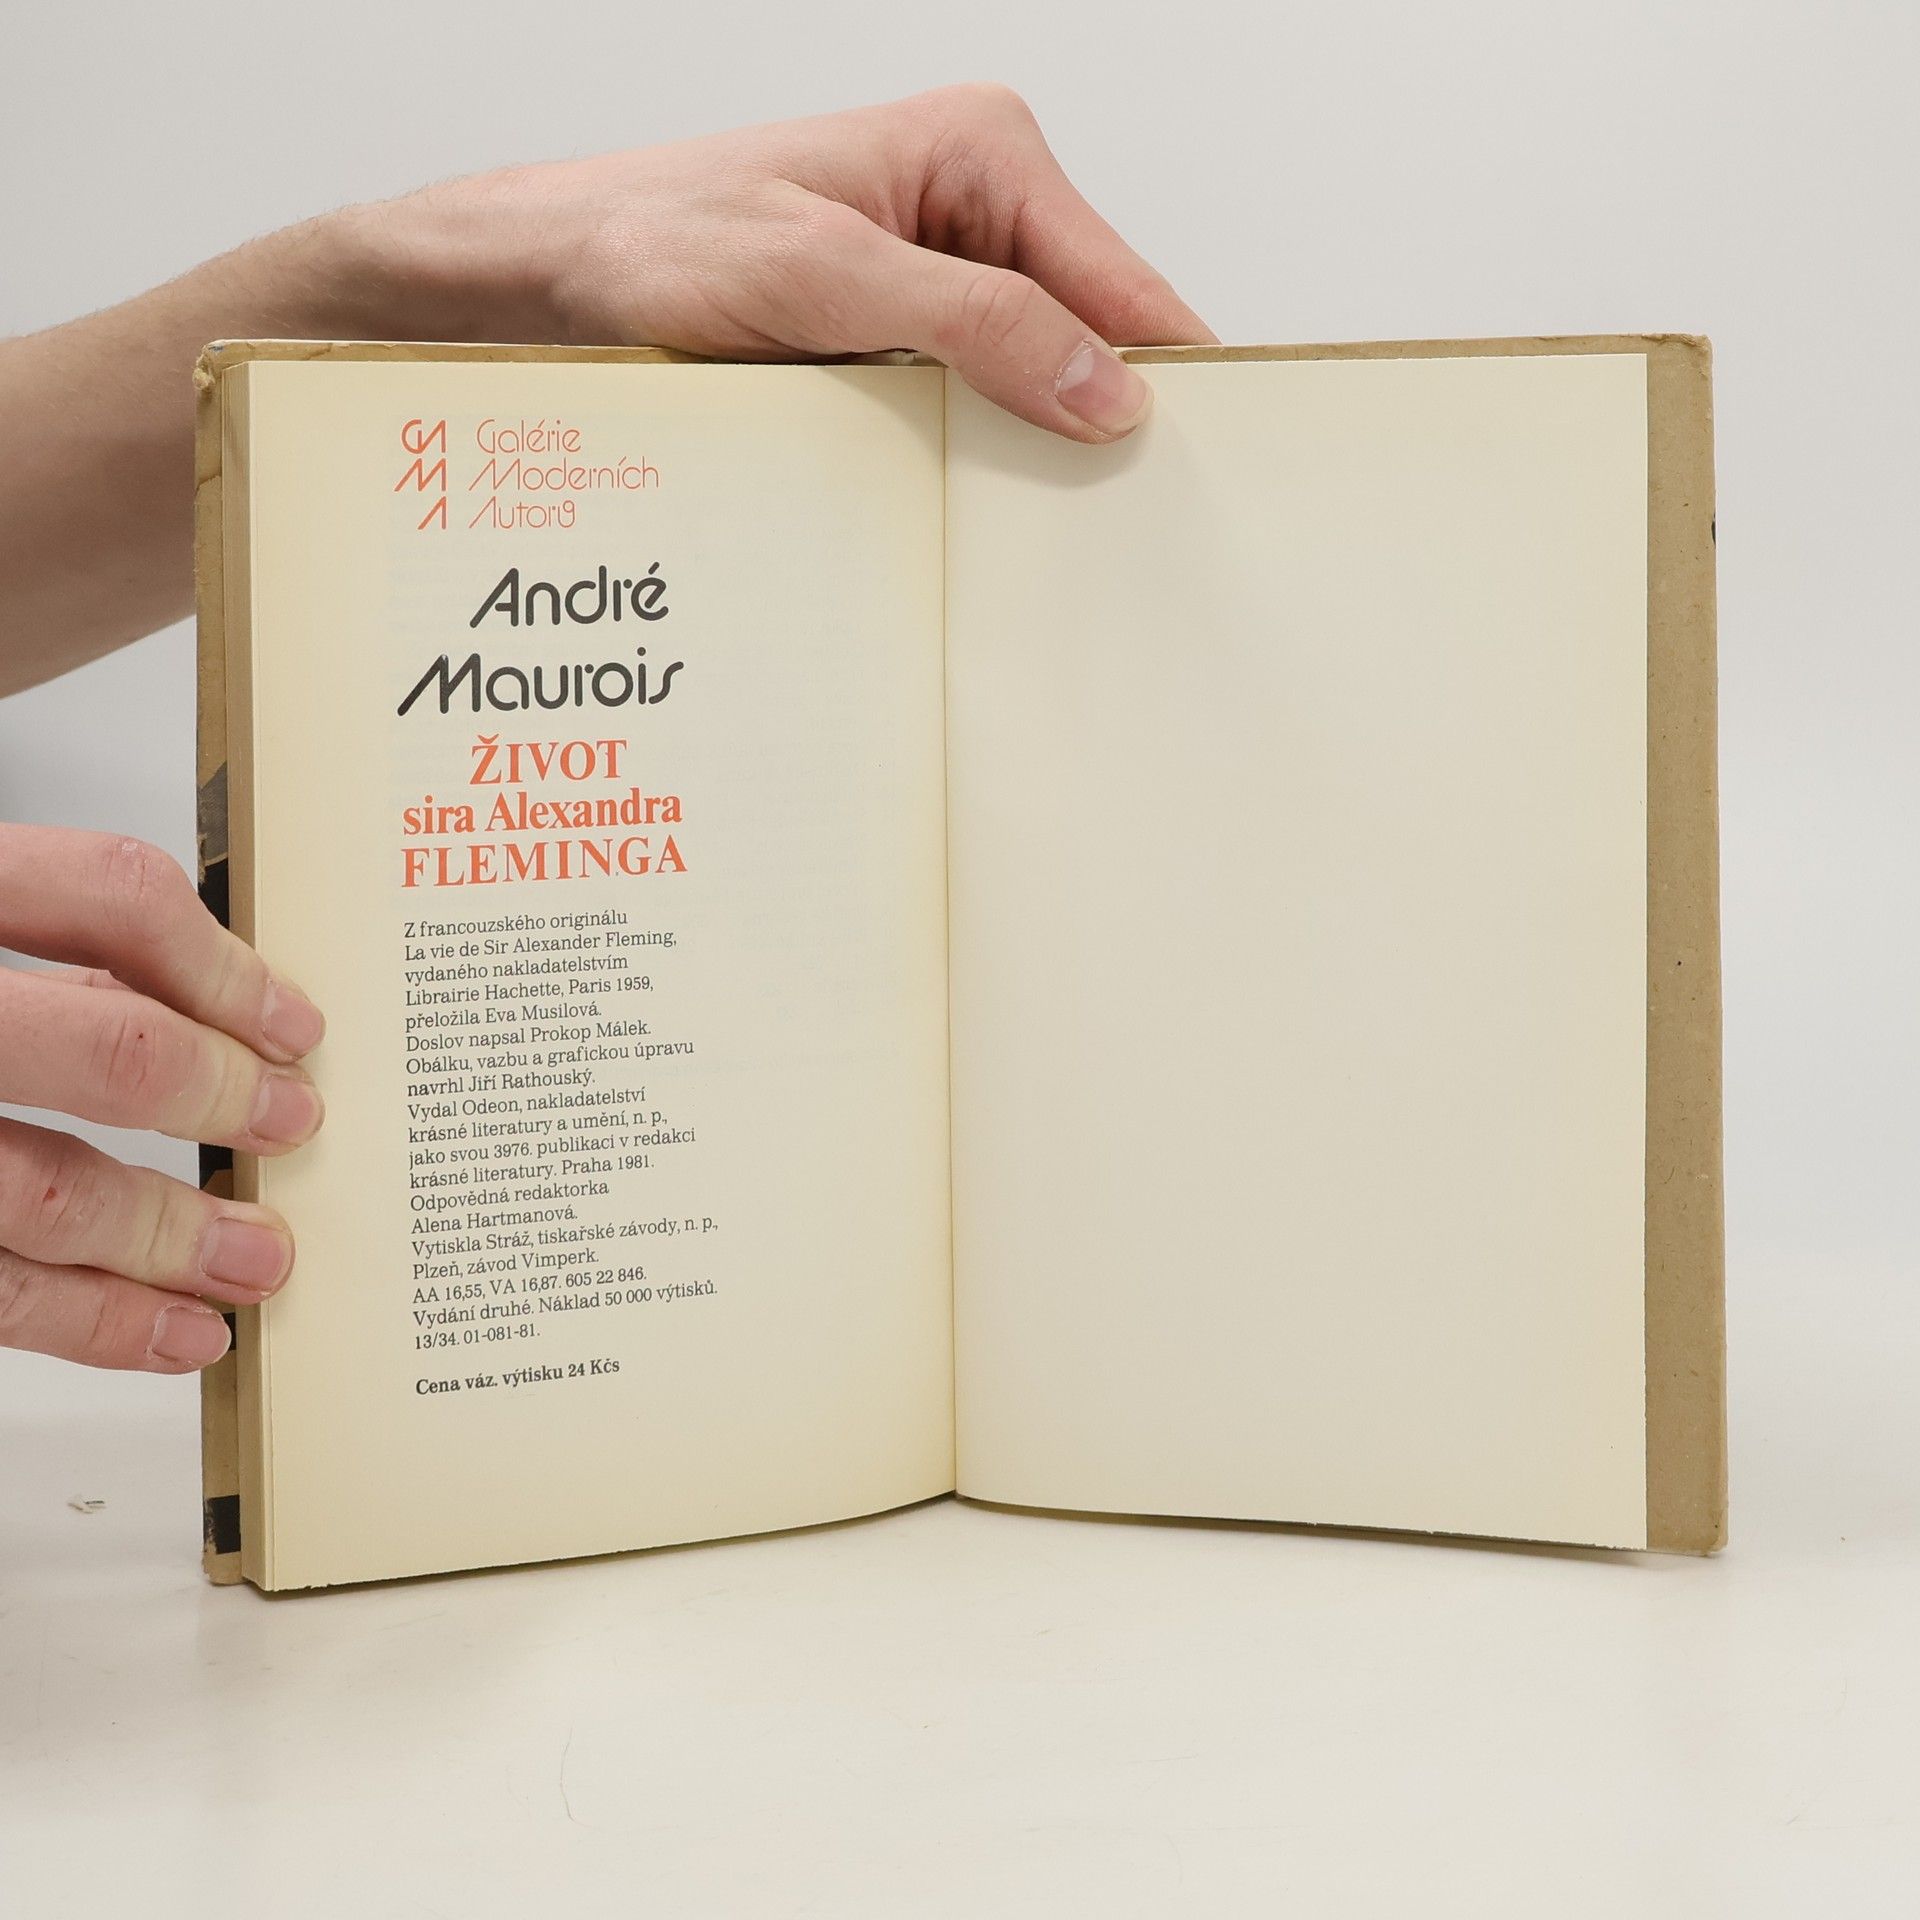 GMA Galérie
Moderních
Autorů
André
Maurois
ŽIVOT
sira Alexandra
FLEMINGA
Z francouzského originálu
La vie de Sir Alexander Fleming,
vydaného nakladatelstvím
Librairie Hachette, Paris 1959,
přeložila Eva Musilová.
Doslov napsal Prokop Málek.
Obálku, vazbu a grafickou úpravu
navrhl Jiří Rathouský.
Vydal Odeon, nakladatelství
krásné literatury a umění, n. p.,
jako svou 3976. publikaci v redakci
krásné literatury. Praha 1981.
Odpovědná redaktorka
Alena Hartmanová.
Vytiskla Stráž, tiskařské závody, n. p.,
Plzeň, závod Vimperk.
AA 16,55, VA 16,87. 605 22 846.
Vydání druhé. Náklad 50 000 výtisků.
13/34. 01-081-81.
Cena váz. výtisku 24 Kčs